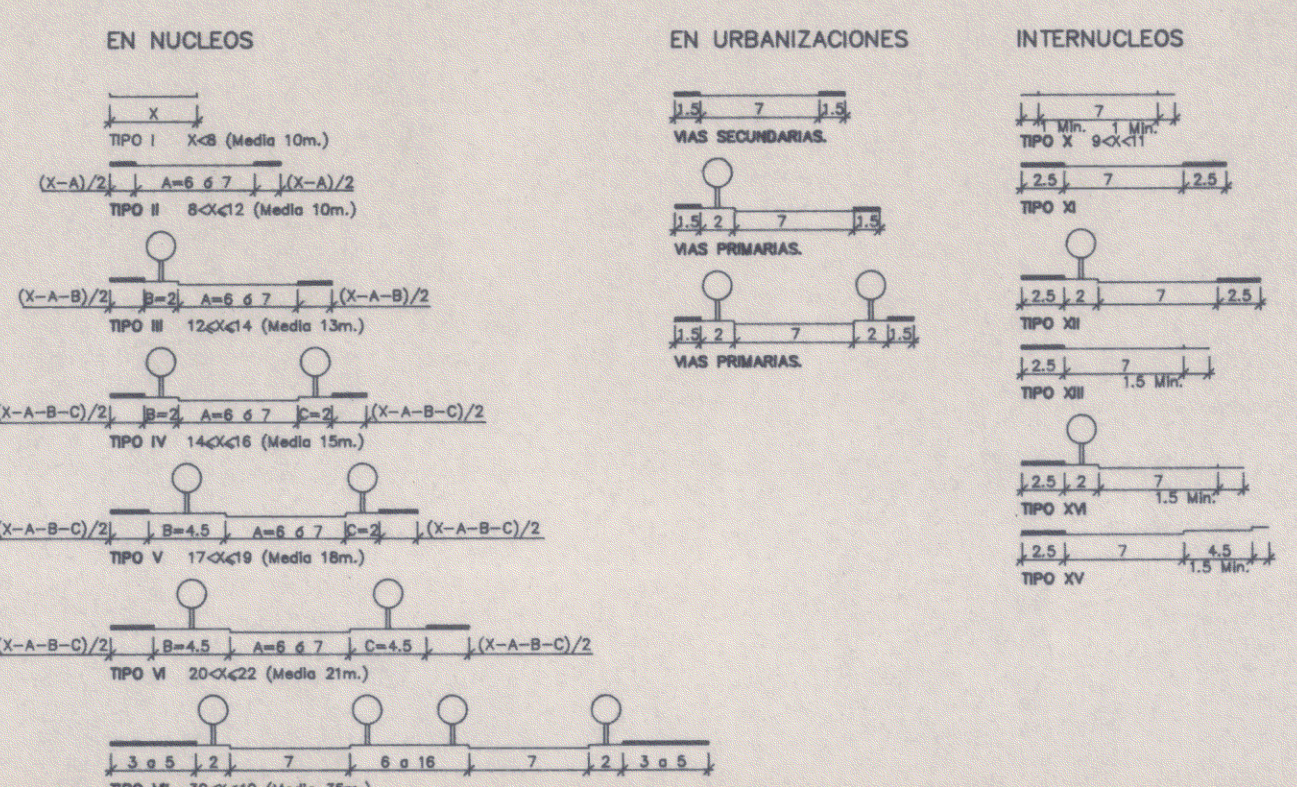 EN NUCLEOS
X
TIPO I X<8 (Media 10m.)
(X-A)/2 A=6 ó 7 (X-A)/2
TIPO II 8<X⩽12 (Media 10m.)
(X-A-B)/2 B=2 A=6 ó 7 (X-A-B)/2
TIPO III 12⩽X⩽14 (Media 13m.)
(X-A-B-C)/2 B=2 A=6 ó 7 C=2 (X-A-B-C)/2
TIPO IV 14⩽X⩽16 (Media 15m.)
(X-A-B-C)/2 B=4.5 A=6 ó 7 C=2 (X-A-B-C)/2
TIPO V 17<X⩽19 (Media 18m.)
(X-A-B-C)/2 B=4.5 A=6 ó 7 C=4.5 (X-A-B-C)/2
TIPO VI 20<X⩽22 (Media 21m.)
3 a 5 2 7 6 a 16 7 2 3 a 5
TIPO VII (Media 35m.)
EN URBANIZACIONES
1.5 7 1.5
VIAS SECUNDARIAS.
1.5 2 7 1.5
VIAS PRIMARIAS.
1.5 2 7 2 1.5
VIAS PRIMARIAS.
INTERNUCLEOS
7
1 Min. 1 Min.
TIPO X 9<X<11
2.5 7 2.5
TIPO XI
2.5 2 7 2.5
TIPO XII
2.5 7
1.5 Min.
TIPO XIII
2.5 2 7
1.5 Min.
TIPO XVI
2.5 7 4.5
1.5 Min.
TIPO XV